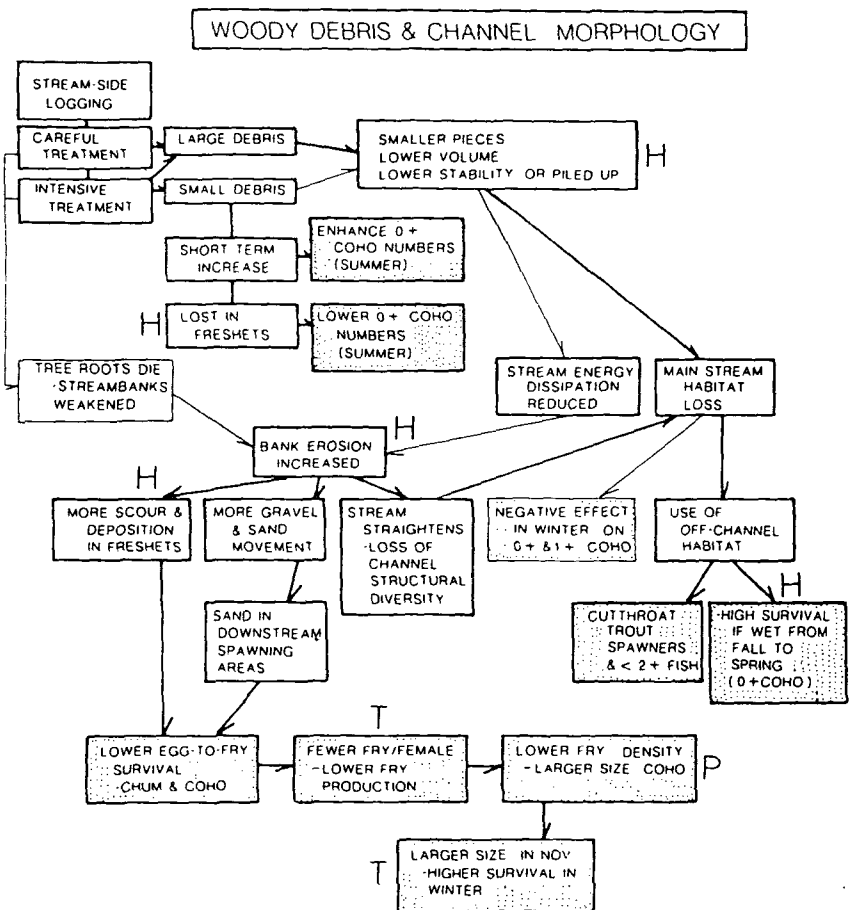 WOODY DEBRIS & CHANNEL MORPHOLOGY
STREAM-SIDE
LOGGING
CAREFUL
TREATMENT
LARGE DEBRIS
SMALLER PIECES
LOWER VOLUME
LOWER STABILITY OR PILED UP
H
INTENSIVE
TREATMENT
SMALL DEBRIS
SHORT TERM
INCREASE
ENHANCE 0+
COHO NUMBERS
(SUMMER)
H
LOST IN
FRESHETS
LOWER 0+ COHO
NUMBERS
(SUMMER)
TREE ROOTS DIE
-STREAMBANKS
WEAKENED
STREAM ENERGY
DISSIPATION
REDUCED
MAIN STREAM
HABITAT
LOSS
BANK EROSION
INCREASED
H
H
MORE SCOUR &
DEPOSITION
IN FRESHETS
MORE GRAVEL
& SAND
MOVEMENT
STREAM
STRAIGHTENS
-LOSS OF
CHANNEL
STRUCTURAL
DIVERSITY
NEGATIVE EFFECT
IN WINTER ON
0+ & 1+ COHO
USE OF
OFF-CHANNEL
HABITAT
H
SAND IN
DOWNSTREAM
SPAWNING
AREAS
CUTTHROAT
TROUT
SPAWNERS
& < 2+ FISH
-HIGH SURVIVAL
IF WET FROM
FALL TO
SPRING
(0+COHO)
T
LOWER EGG-TO-FRY
SURVIVAL
-CHUM & COHO
FEWER FRY/FEMALE
-LOWER FRY
PRODUCTION
LOWER FRY DENSITY
-LARGER SIZE COHO
P
T
LARGER SIZE IN NOV
-HIGHER SURVIVAL IN
WINTER